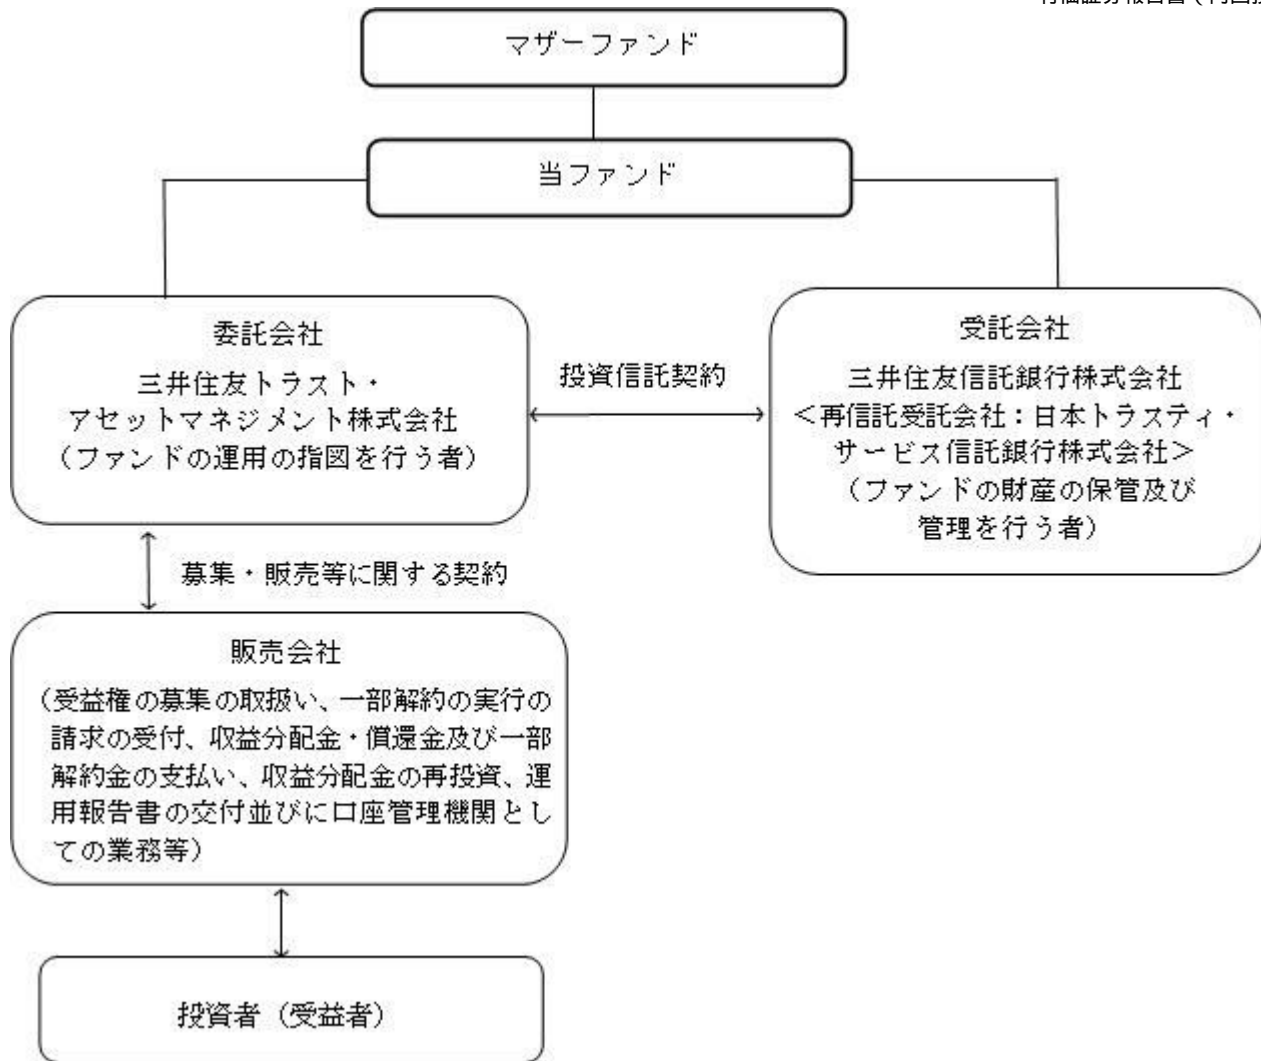 マザーファンド
当ファンド
委託会社
三井住友トラスト・
アセットマネジメント株式会社
（ファンドの運用の指図を行う者）
投資信託契約
受託会社
三井住友信託銀行株式会社
＜再信託受託会社：日本トラスティ・
サービス信託銀行株式会社＞
（ファンドの財産の保管及び
管理を行う者）
募集・販売等に関する契約
販売会社
（受益権の募集の取扱い、一部解約の実行の
請求の受付、収益分配金・償還金及び一部
解約金の支払い、収益分配金の再投資、運
用報告書の交付並びに口座管理機関とし
ての業務等）
投資者（受益者）